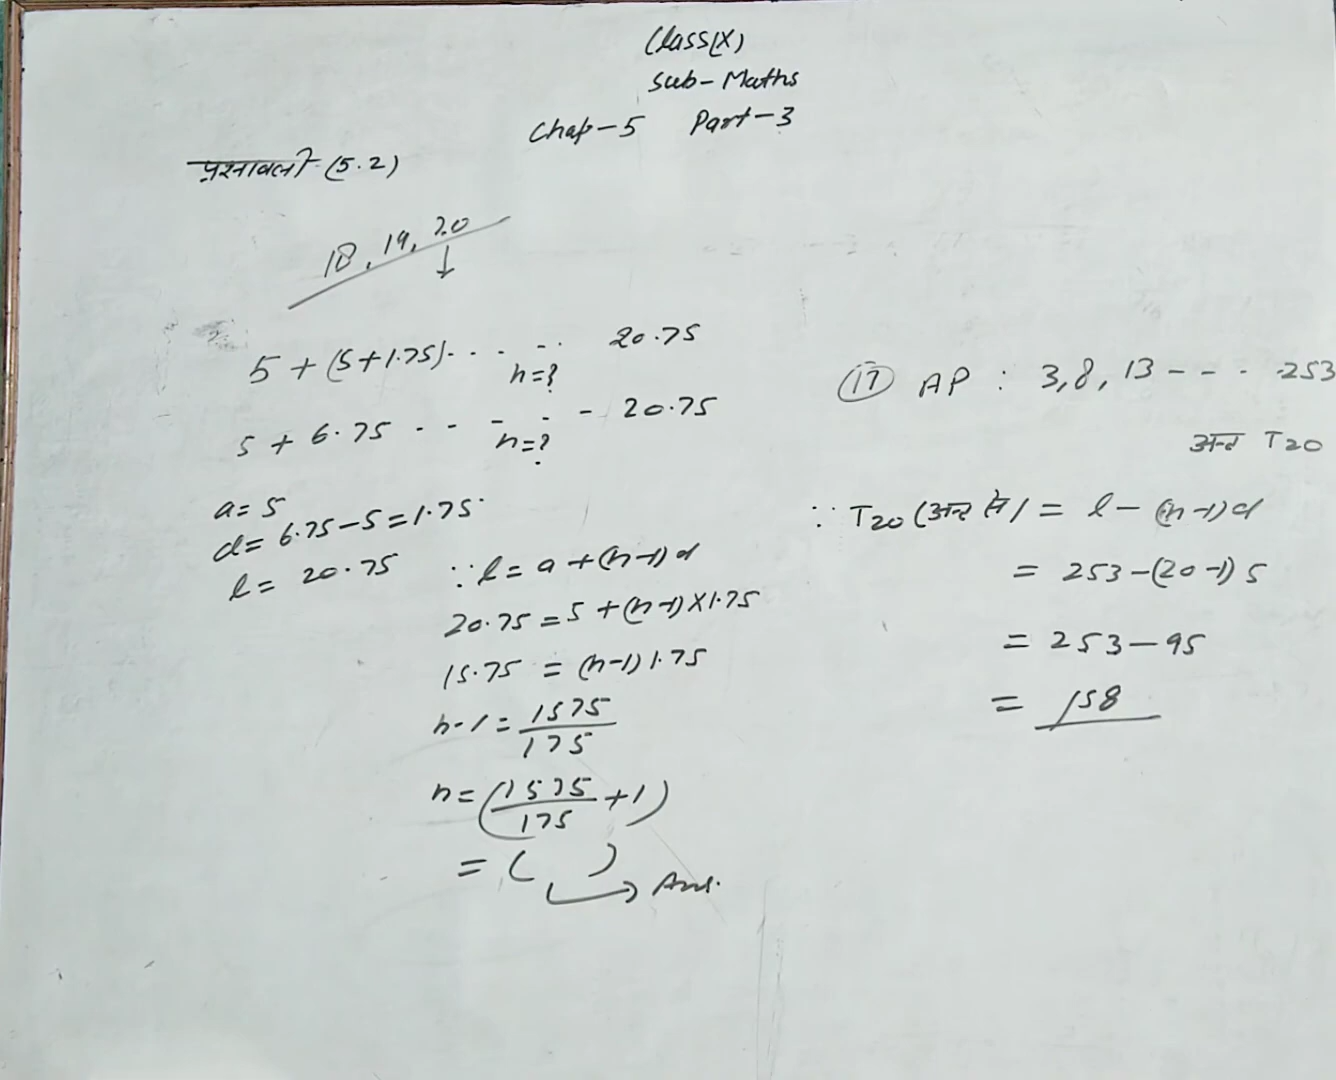 Class(X)
Sub-Maths
Chap-5 Part-3
प्रश्नावली-(5.2)
18, 19, 20
↓
5+(5+1.75)- - - - - 20.75
n=?
5+6.75 - - - - - 20.75
n=?
a=5
d=6.75-5=1.75
l= 20.75
∵ l=a+(n-1)d
20.75=5+(n-1)×1.75
15.75 = (n-1)1.75
n-1= 1575/175
n=(1575/175+1)
= ( )
→ Ans.
(17) AP : 3,8,13 - - - - 253
अन्त T20
∵ T20 (अन्त से) = l-(n-1)d
= 253-(20-1)5
= 253-95
= 158